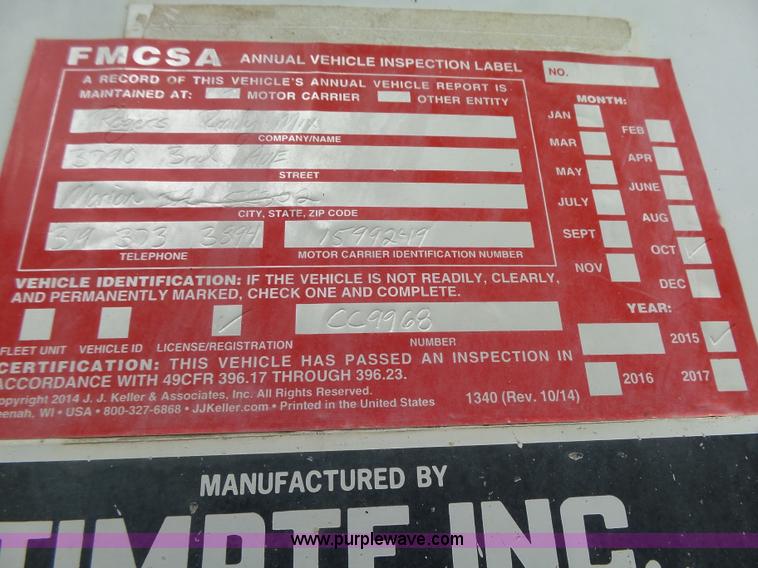 FMCSA ANNUAL VEHICLE INSPECTION LABEL
NO.
A RECORD OF THIS VEHICLE'S ANNUAL VEHICLE REPORT IS
MAINTAINED AT: MOTOR CARRIER OTHER ENTITY
Rogers Mix
COMPANY/NAME
3790 3rd AVE
STREET
Marion
CITY, STATE, ZIP CODE
319 373 3894 1599249
TELEPHONE MOTOR CARRIER IDENTIFICATION NUMBER
MONTH:
JAN FEB
MAR APR
MAY JUNE
JULY AUG
SEPT OCT ✓
NOV DEC
VEHICLE IDENTIFICATION: IF THE VEHICLE IS NOT READILY, CLEARLY,
AND PERMANENTLY MARKED, CHECK ONE AND COMPLETE.
✓ CC9968
FLEET UNIT VEHICLE ID LICENSE/REGISTRATION NUMBER
YEAR:
2015 ✓
2016 2017
CERTIFICATION: THIS VEHICLE HAS PASSED AN INSPECTION IN
ACCORDANCE WITH 49CFR 396.17 THROUGH 396.23.
opyright 2014 J. J. Keller & Associates, Inc. All rights reserved.
eenah, WI • USA • 800-327-6868 • JJKeller.com • Printed in the United States 1340 (Rev. 10/14)
MANUFACTURED BY
TIMPTE INC.
www.purplewave.com